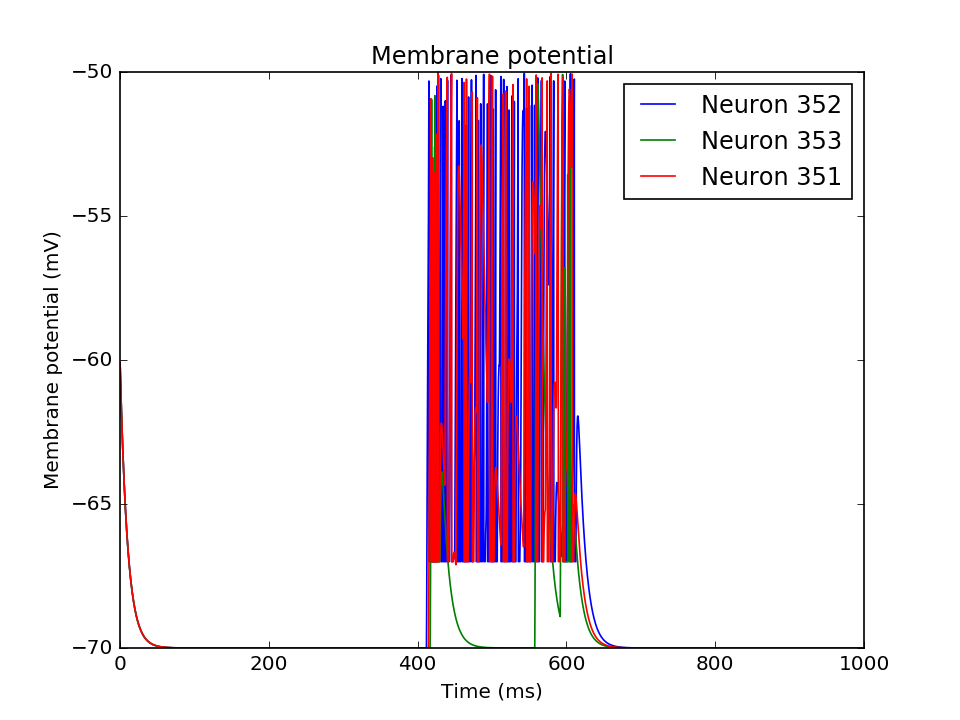 Membrane potential
Membrane potential (mV)
−50
−55
−60
−65
−70
Neuron 352
Neuron 353
Neuron 351
0
200
400
600
800
1000
Time (ms)